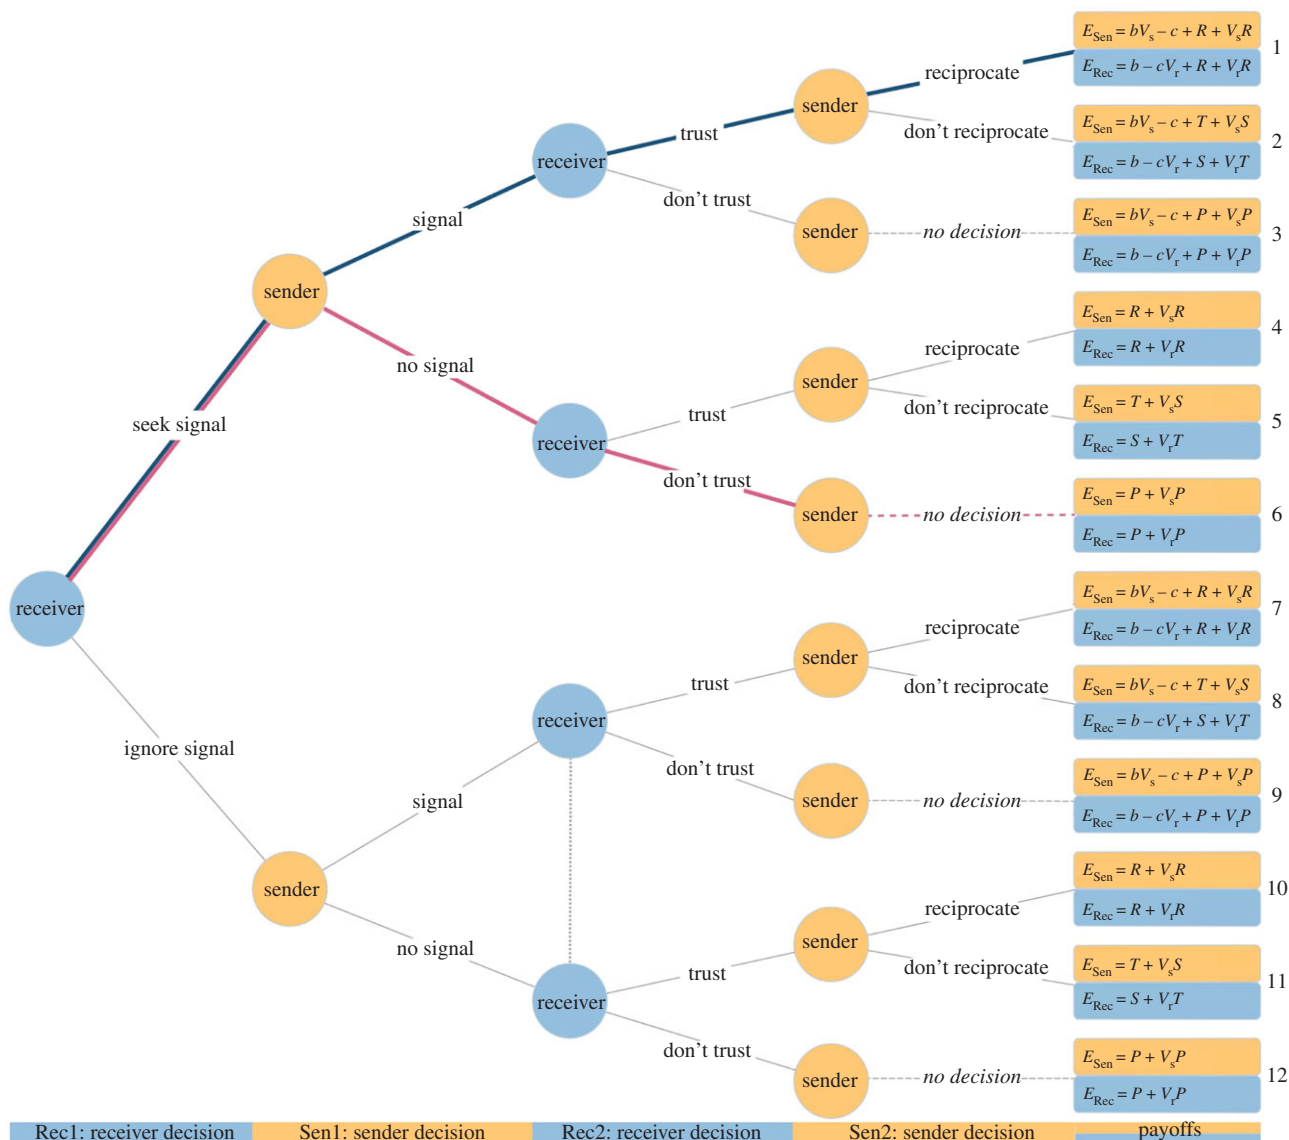 receiver
seek signal
ignore signal
sender
signal
no signal
sender
signal
no signal
receiver
trust
don't trust
receiver
trust
don't trust
receiver
trust
don't trust
receiver
trust
don't trust
sender
reciprocate
don't reciprocate
sender
no decision
sender
reciprocate
don't reciprocate
sender
no decision
sender
reciprocate
don't reciprocate
sender
no decision
sender
reciprocate
don't reciprocate
sender
no decision
E_Sen = bV_s – c + R + V_sR
E_Rec = b – cV_r + R + V_rR
1
E_Sen = bV_s – c + T + V_sS
E_Rec = b – cV_r + S + V_rT
2
E_Sen = bV_s – c + P + V_sP
E_Rec = b – cV_r + P + V_rP
3
E_Sen = R + V_sR
E_Rec = R + V_rR
4
E_Sen = T + V_sS
E_Rec = S + V_rT
5
E_Sen = P + V_sP
E_Rec = P + V_rP
6
E_Sen = bV_s – c + R + V_sR
E_Rec = b – cV_r + R + V_rR
7
E_Sen = bV_s – c + T + V_sS
E_Rec = b – cV_r + S + V_rT
8
E_Sen = bV_s – c + P + V_sP
E_Rec = b – cV_r + P + V_rP
9
E_Sen = R + V_sR
E_Rec = R + V_rR
10
E_Sen = T + V_sS
E_Rec = S + V_rT
11
E_Sen = P + V_sP
E_Rec = P + V_rP
12
Rec1: receiver decision
Sen1: sender decision
Rec2: receiver decision
Sen2: sender decision
payoffs